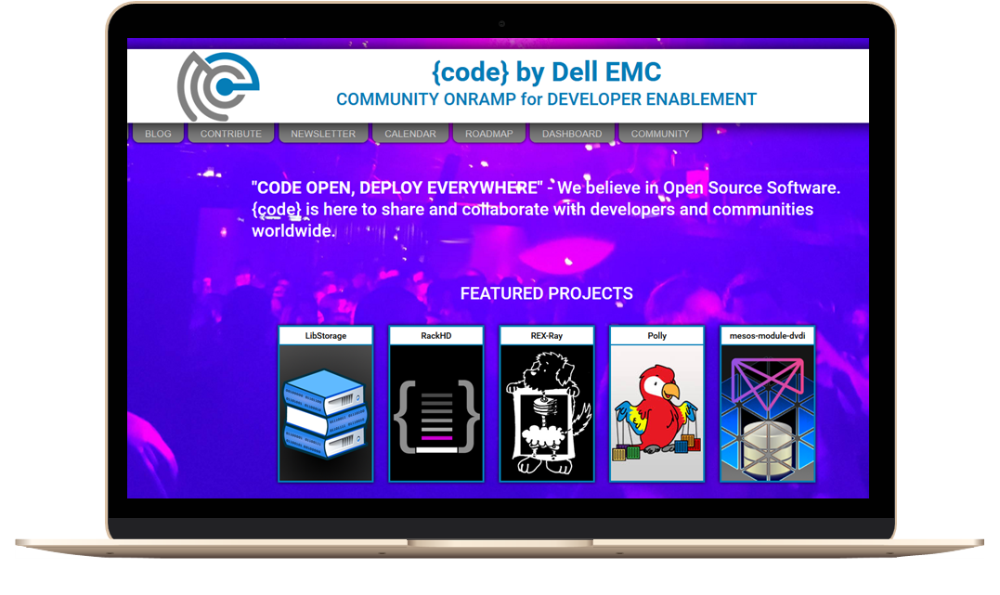 {code} by Dell EMC
COMMUNITY ONRAMP for DEVELOPER ENABLEMENT
BLOG
CONTRIBUTE
NEWSLETTER
CALENDAR
ROADMAP
DASHBOARD
COMMUNITY
"CODE OPEN, DEPLOY EVERYWHERE" - We believe in Open Source Software.
{code} is here to share and collaborate with developers and communities
worldwide.
FEATURED PROJECTS
LibStorage
RackHD
REX-Ray
Polly
mesos-module-dvdi